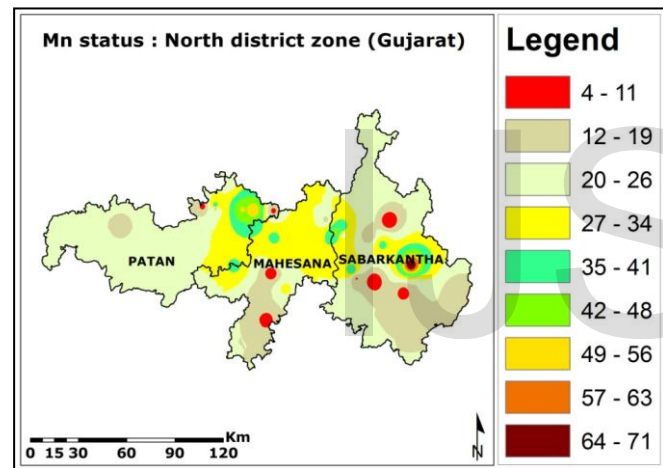 Mn status : North district zone (Gujarat)
PATAN
MAHESANA
SABARKANTHA
Km
0 15 30 60 90 120
N
Legend
4 - 11
12 - 19
20 - 26
27 - 34
35 - 41
42 - 48
49 - 56
57 - 63
64 - 71